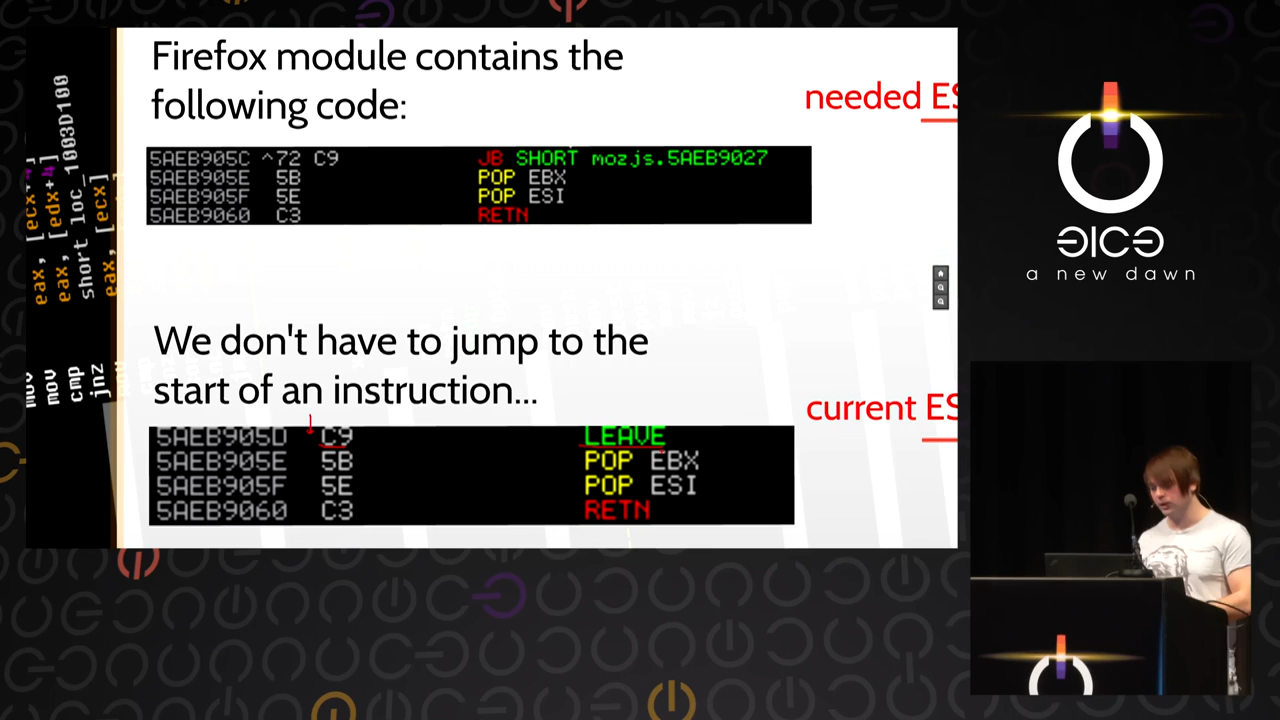 Firefox module contains the
following code:
needed ES
5AEB905C ^72 C9 JB SHORT mozjs.5AEB9027
5AEB905E 5B POP EBX
5AEB905F 5E POP ESI
5AEB9060 C3 RETN
We don't have to jump to the
start of an instruction...
current ES
5AEB905D C9 LEAVE
5AEB905E 5B POP EBX
5AEB905F 5E POP ESI
5AEB9060 C3 RETN
eax, [ecx+4]
eax, [edx+4]
short loc_1003D100
eax, [ecx]
mov
mov
cmp
jnz
a new dawn